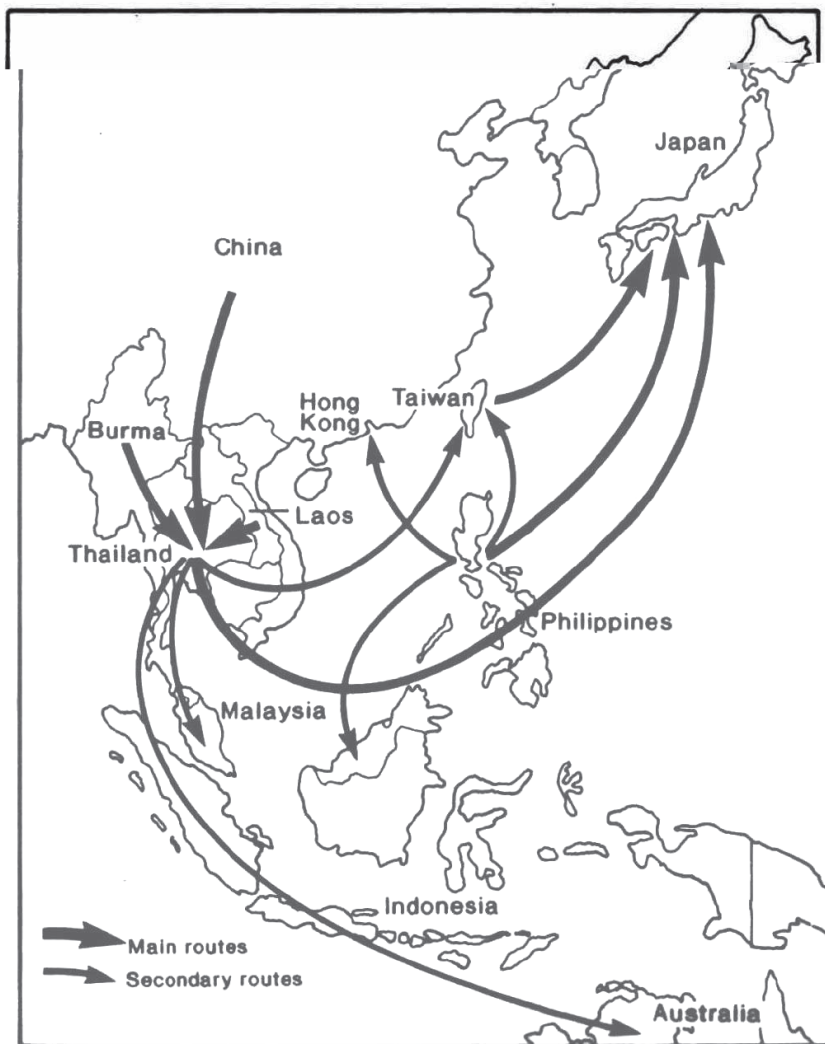 Japan
China
Hong
Kong
Taiwan
Burma
Laos
Thailand
Philippines
Malaysia
Indonesia
Main routes
Secondary routes
Australia